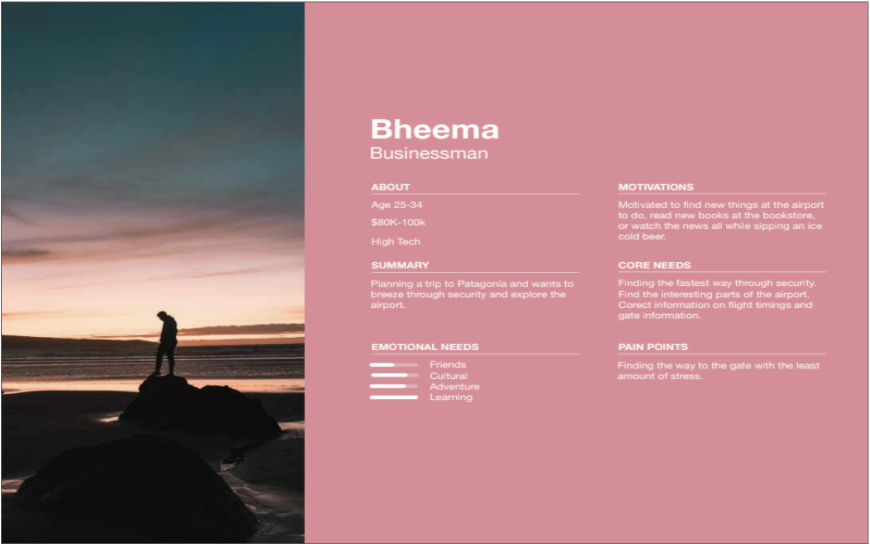 Bheema
Businessman
ABOUT
Age 25-34
$80K-100k
High Tech
SUMMARY
Planning a trip to Patagonia and wants to
breeze through security and explore the
airport.
EMOTIONAL NEEDS
Friends
Cultural
Adventure
Learning
MOTIVATIONS
Motivated to find new things at the airport
to do, read new books at the bookstore,
or watch the news all while sipping an ice
cold beer.
CORE NEEDS
Finding the fastest way through security.
Find the interesting parts of the airport.
Corect information on flight timings and
gate information.
PAIN POINTS
Finding the way to the gate with the least
amount of stress.